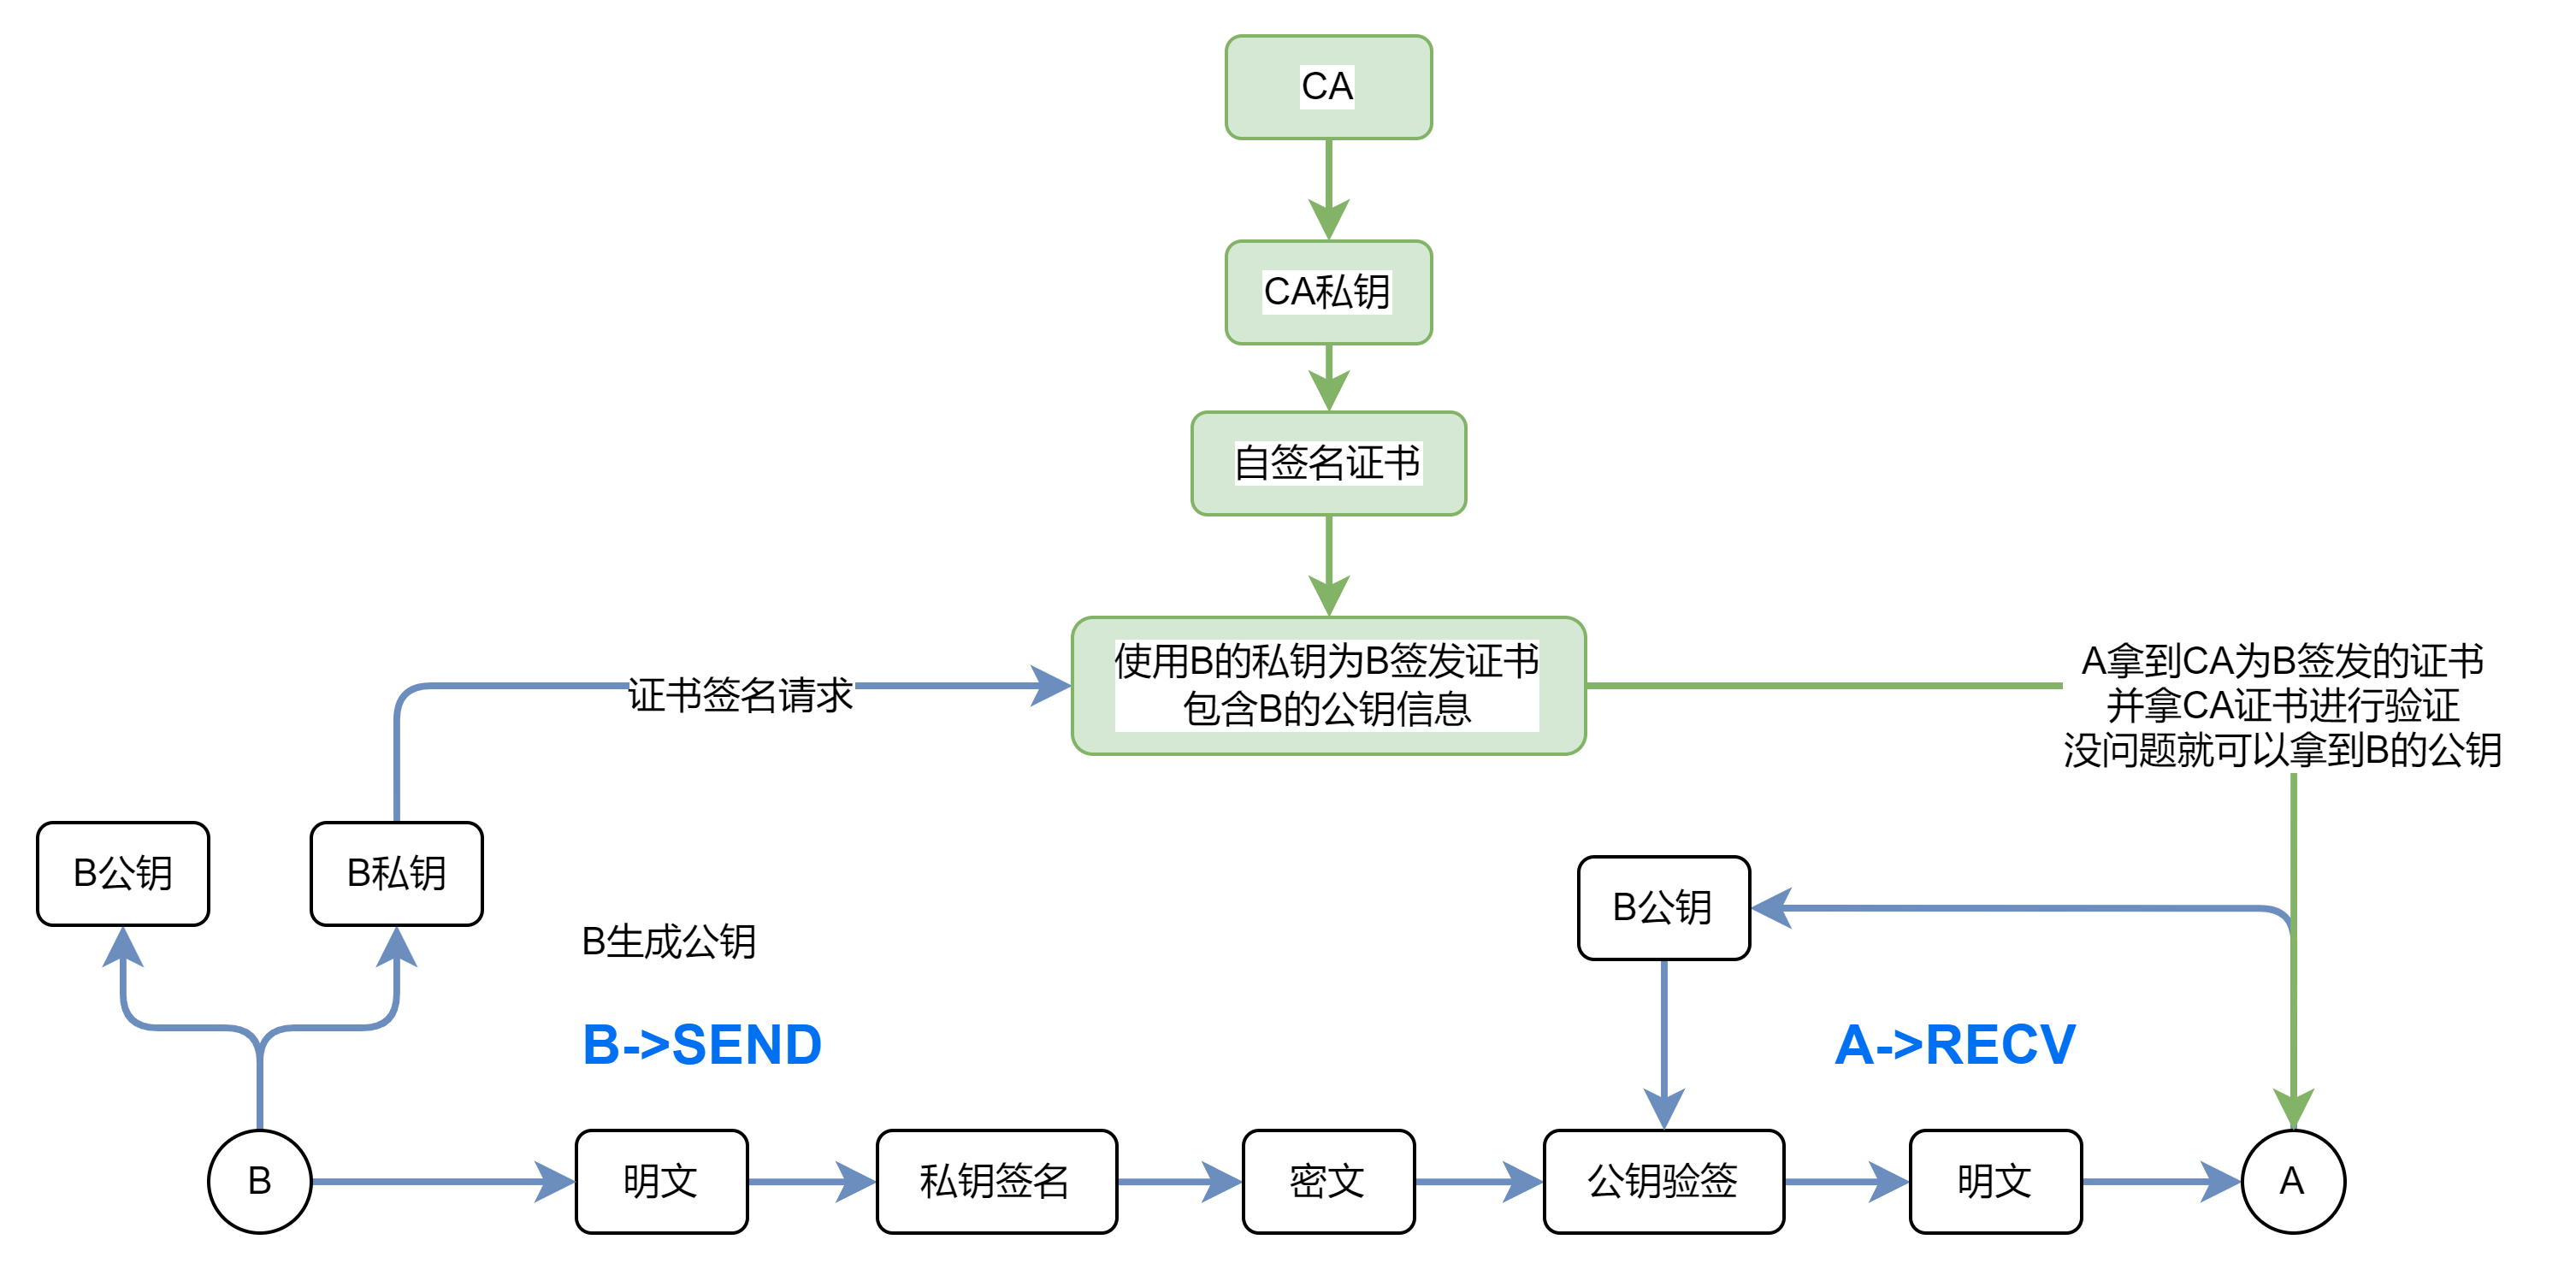 CA
CA私钥
自签名证书
使用B的私钥为B签发证书
包含B的公钥信息
证书签名请求
A拿到CA为B签发的证书
并拿CA证书进行验证
没问题就可以拿到B的公钥
B公钥
B私钥
B公钥
B生成公钥
B->SEND
A->RECV
B
明文
私钥签名
密文
公钥验签
明文
A